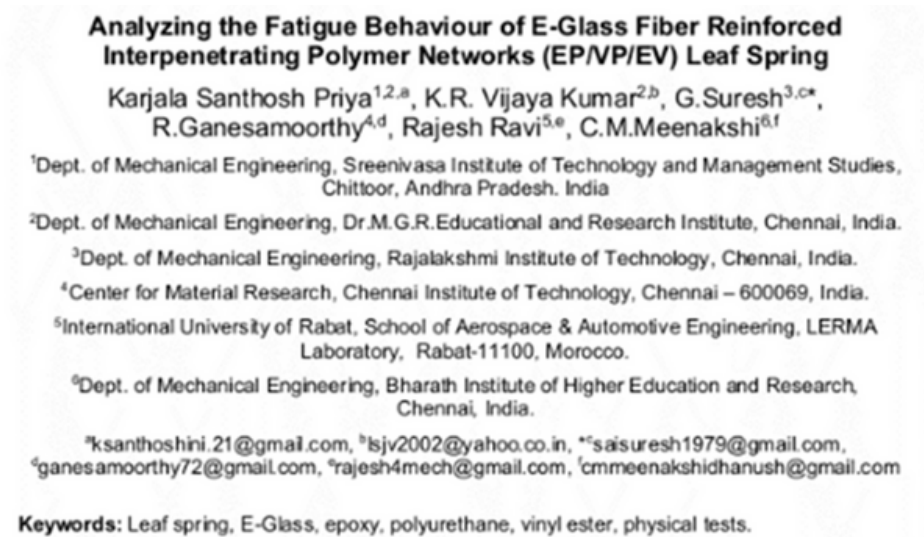 Analyzing the Fatigue Behaviour of E-Glass Fiber Reinforced
Interpenetrating Polymer Networks (EP/VP/EV) Leaf Spring
Karjala Santhosh Priya1,2,a, K.R. Vijaya Kumar2,b, G.Suresh3,c*,
R.Ganesamoorthy4,d, Rajesh Ravi5,e, C.M.Meenakshi6,f
1Dept. of Mechanical Engineering, Sreenivasa Institute of Technology and Management Studies,
Chittoor, Andhra Pradesh. India
2Dept. of Mechanical Engineering, Dr.M.G.R.Educational and Research Institute, Chennai, India.
3Dept. of Mechanical Engineering, Rajalakshmi Institute of Technology, Chennai, India.
4Center for Material Research, Chennai Institute of Technology, Chennai – 600069, India.
5International University of Rabat, School of Aerospace & Automotive Engineering, LERMA
Laboratory, Rabat-11100, Morocco.
6Dept. of Mechanical Engineering, Bharath Institute of Higher Education and Research,
Chennai, India.
aksanthoshini.21@gmail.com, blsjv2002@yahoo.co.in, *csaisuresh1979@gmail.com,
dganesamoorthy72@gmail.com, erajesh4mech@gmail.com, fcmmeenakshidhanush@gmail.com
Keywords: Leaf spring, E-Glass, epoxy, polyurethane, vinyl ester, physical tests.